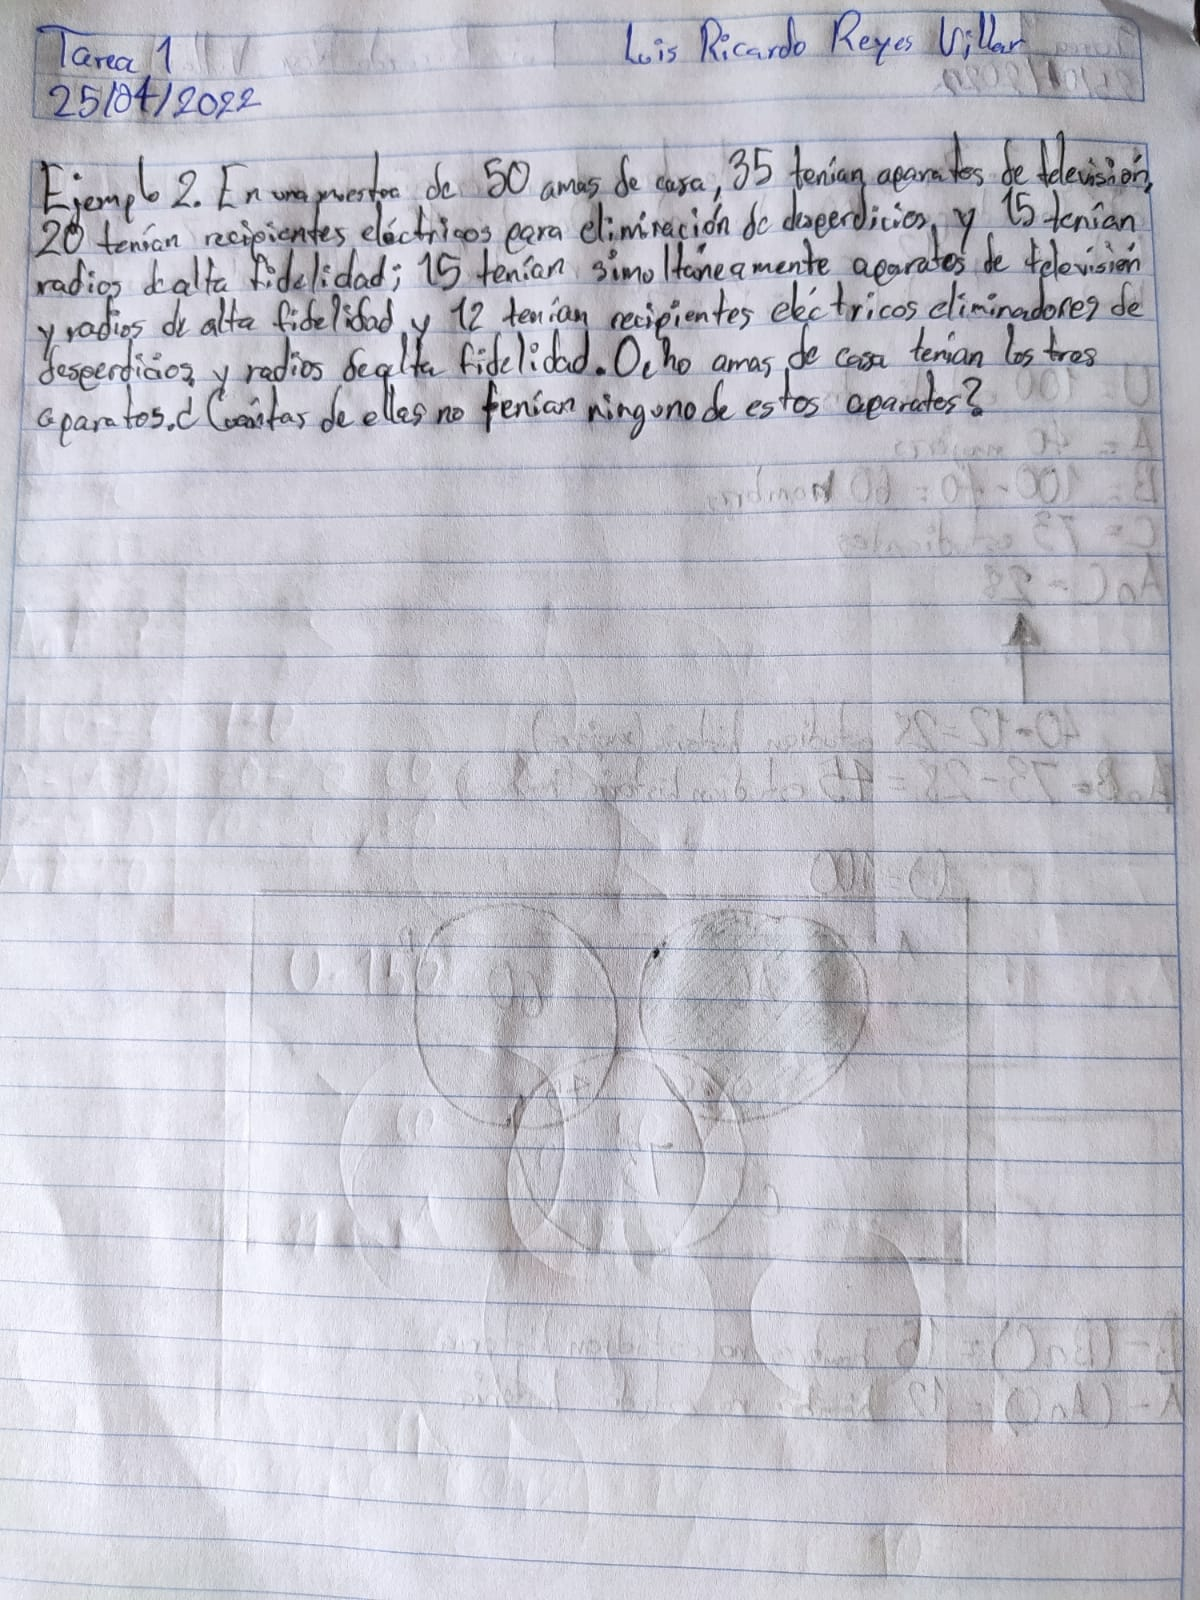 Tarea 1
Luis Ricardo Reyes Villar
25/04/2022
Ejemplo 2. En una muestra de 50 amas de casa, 35 tenían aparatos de televisión,
20 tenían recipientes eléctricos para eliminación de desperdicios, y 15 tenían
radios de alta fidelidad; 15 tenían simultáneamente aparatos de televisión
y radios de alta fidelidad y 12 tenían recipientes eléctricos eliminadores de
desperdicios y radios de alta fidelidad. Ocho amas de casa tenían los tres
aparatos. ¿Cuántas de ellas no tenían ninguno de estos aparatos?